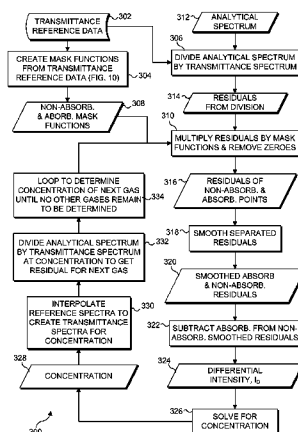 TRANSMITTANCE
REFERENCE DATA
302
CREATE MASK FUNCTIONS
FROM TRANSMITTANCE
REFERENCE DATA (FIG. 10)
304
NON-ABSORB.
& ABORB. MASK
FUNCTIONS
308
312
ANALYTICAL
SPECTRUM
306
DIVIDE ANALYTICAL SPECTRUM
BY TRANSMITTANCE SPECTRUM
314
RESIDUALS
FROM DIVISION
310
MULTIPLY RESIDUALS BY MASK
FUNCTIONS & REMOVE ZEROES
316
RESIDUALS OF
NON-ABSORB. &
ABSORB. POINTS
318
SMOOTH SEPARATED
RESIDUALS
320
SMOOTHED ABSORB
& NON-ABSORB.
RESIDUALS
322
SUBTRACT ABSORB. FROM NON-
ABSORB. SMOOTHED RESIDUALS
324
DIFFERENTIAL
INTENSITY, ID
326
SOLVE FOR
CONCENTRATION
328
CONCENTRATION
INTERPOLATE
REFERENCE SPECTRA TO
CREATE TRANSMITTANCE
SPECTRA FOR
CONCENTRATION
330
DIVIDE ANALYTICAL SPECTRUM
BY TRANSMITTANCE SPECTRUM
AT CONCENTRATION TO GET
RESIDUAL FOR NEXT GAS
332
LOOP TO DETERMINE
CONCENTRATION OF NEXT GAS
UNTIL NO OTHER GASES REMAIN
TO BE DETERMINED
334